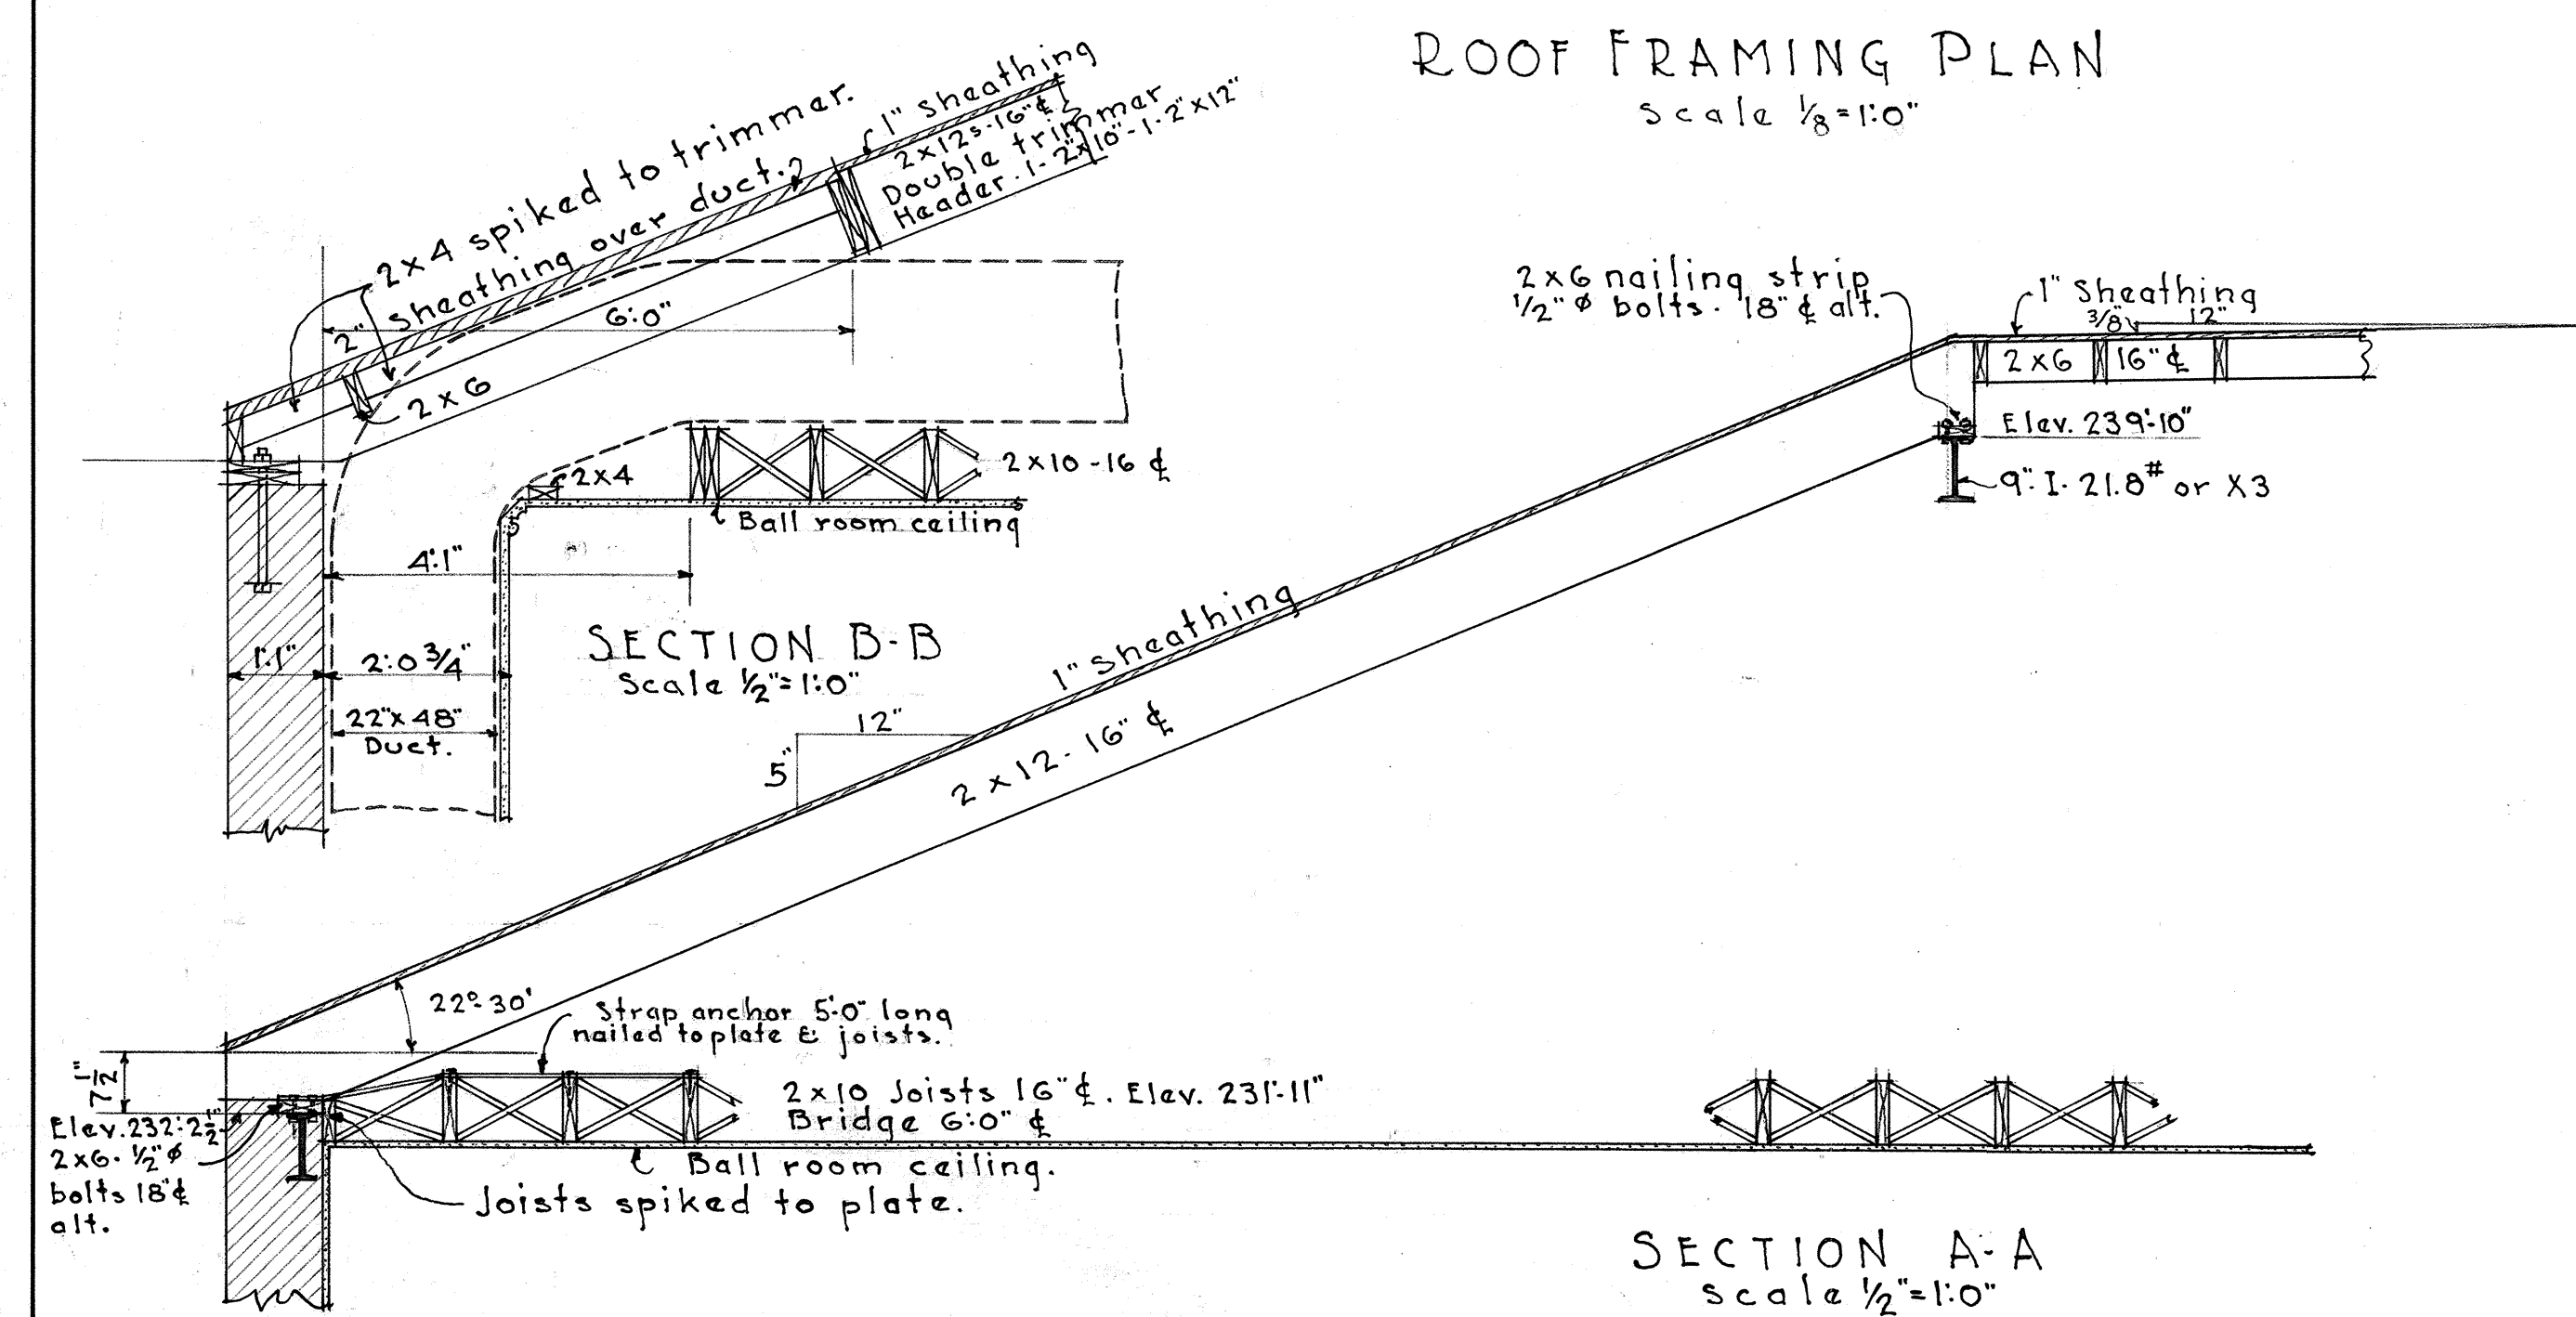 ROOF FRAMING PLAN
Scale 1/8=1:0"
2x4 spiked to trimmer.
2" sheathing over duct.
1" sheathing
2x12s-16"℄
Double trimmer
Header.1-2"x10"-1-2"x12"
6:0"
2x6
2x4
2x10-16 ℄
Ball room ceiling
5
4:1"
1:1"
2:0 3/4"
22"x48"
Duct.
SECTION B-B
Scale 1/2"=1:0"
2x6 nailing strip
1/2"ø bolts. 18"℄ alt.
1" Sheathing
3/8
12"
2x6 16"℄
Elev. 239:10"
9": I. 21.8# or X3
1" Sheathing
12"
5"
2x12-16"℄
22°30'
Strap anchor 5:0" long
nailed to plate & joists.
7 1/2"
Elev.232:2 1/2"
2x6. 1/2"ø
bolts 18"℄
alt.
2x10 Joists 16"℄. Elev. 231:11"
Bridge 6:0" ℄
Ball room ceiling.
Joists spiked to plate.
SECTION A-A
Scale 1/2"=1:0"